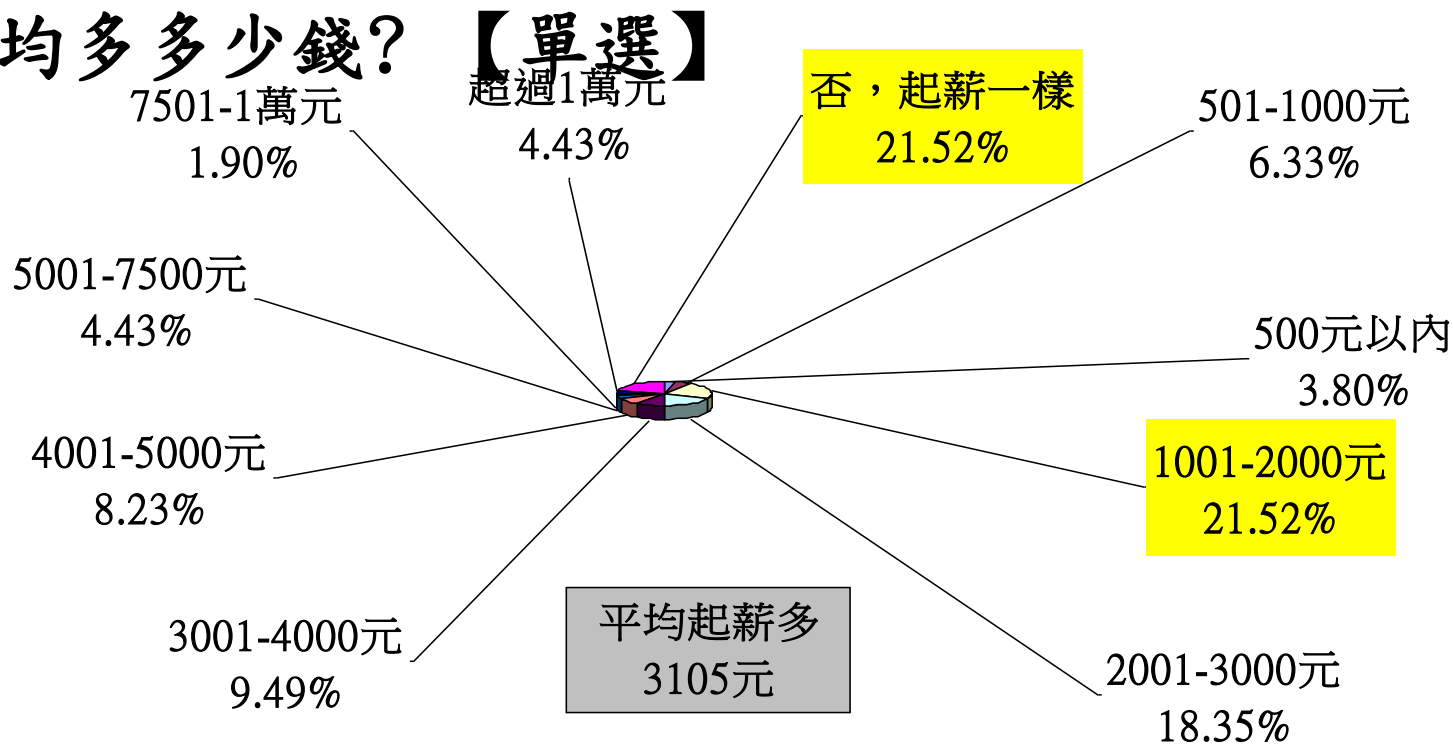 均多多少錢?【單選】
7501-1萬元
1.90%
超過1萬元
4.43%
否，起薪一樣
21.52%
501-1000元
6.33%
5001-7500元
4.43%
500元以內
3.80%
4001-5000元
8.23%
1001-2000元
21.52%
3001-4000元
9.49%
平均起薪多
3105元
2001-3000元
18.35%